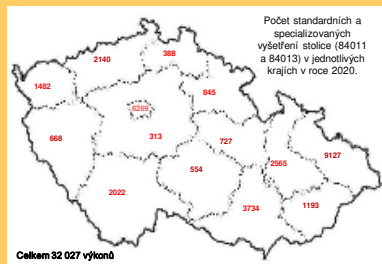 Počet standardních a
specializovaných
vyšetření stolice (84011
a 84013) v jednotlivých
krajích v roce 2020.
388
2140
1482
845
6269
668
313
727
9127
2565
554
2022
1193
3734
Celkem 32 027 výkonů